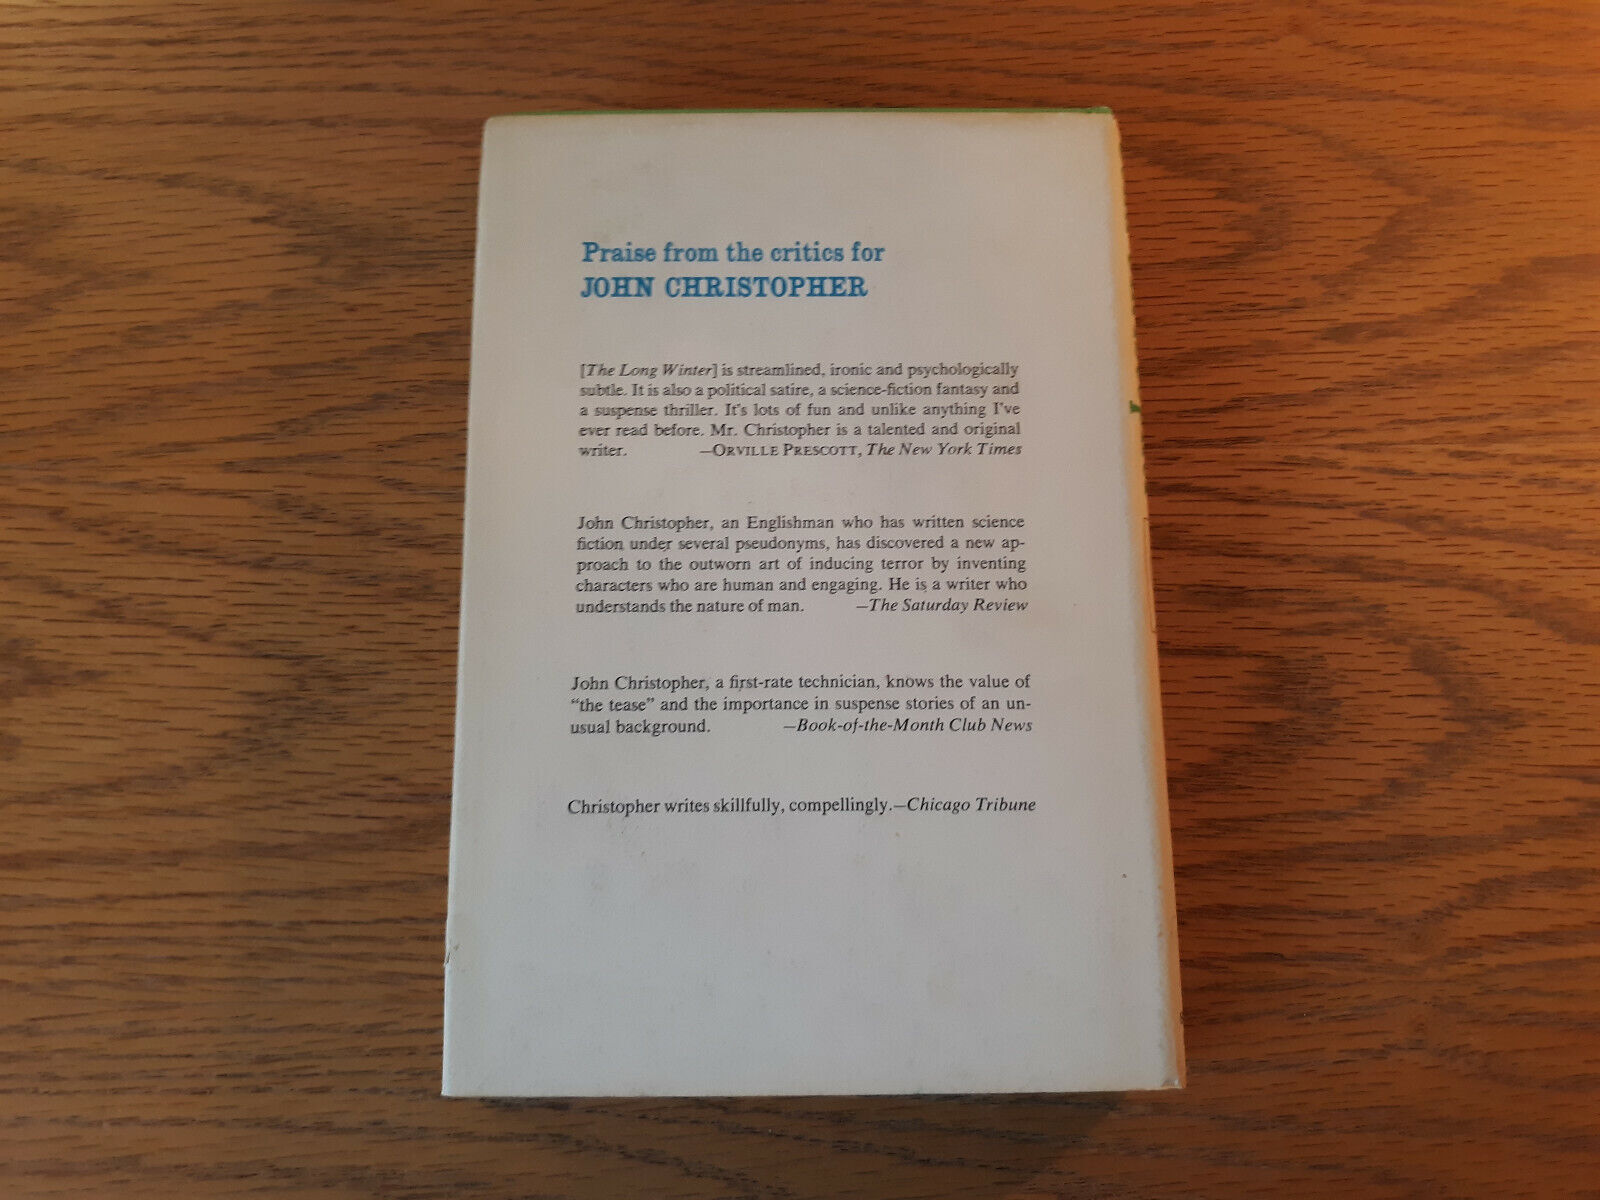 Praise from the critics for
JOHN CHRISTOPHER
[The Long Winter] is streamlined, ironic and psychologically
subtle. It is also a political satire, a science-fiction fantasy and
a suspense thriller. It's lots of fun and unlike anything I've
ever read before. Mr. Christopher is a talented and original
writer. —ORVILLE PRESCOTT, The New York Times
John Christopher, an Englishman who has written science
fiction under several pseudonyms, has discovered a new ap-
proach to the outworn art of inducing terror by inventing
characters who are human and engaging. He is a writer who
understands the nature of man. —The Saturday Review
John Christopher, a first-rate technician, knows the value of
“the tease” and the importance in suspense stories of an un-
usual background. —Book-of-the-Month Club News
Christopher writes skillfully, compellingly.—Chicago Tribune